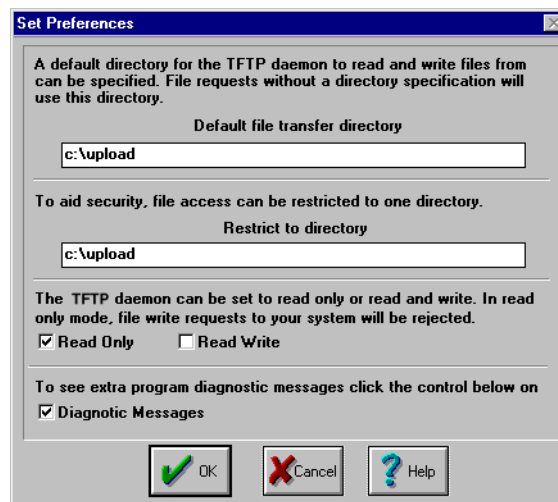 Set Preferences
A default directory for the TFTP daemon to read and write files from
can be specified. File requests without a directory specification will
use this directory.
Default file transfer directory
c:\upload
To aid security, file access can be restricted to one directory.
Restrict to directory
c:\upload
The TFTP daemon can be set to read only or read and write. In read
only mode, file write requests to your system will be rejected.
Read Only Read Write
To see extra program diagnostic messages click the control below on
Diagnotic Messages
OK Cancel Help